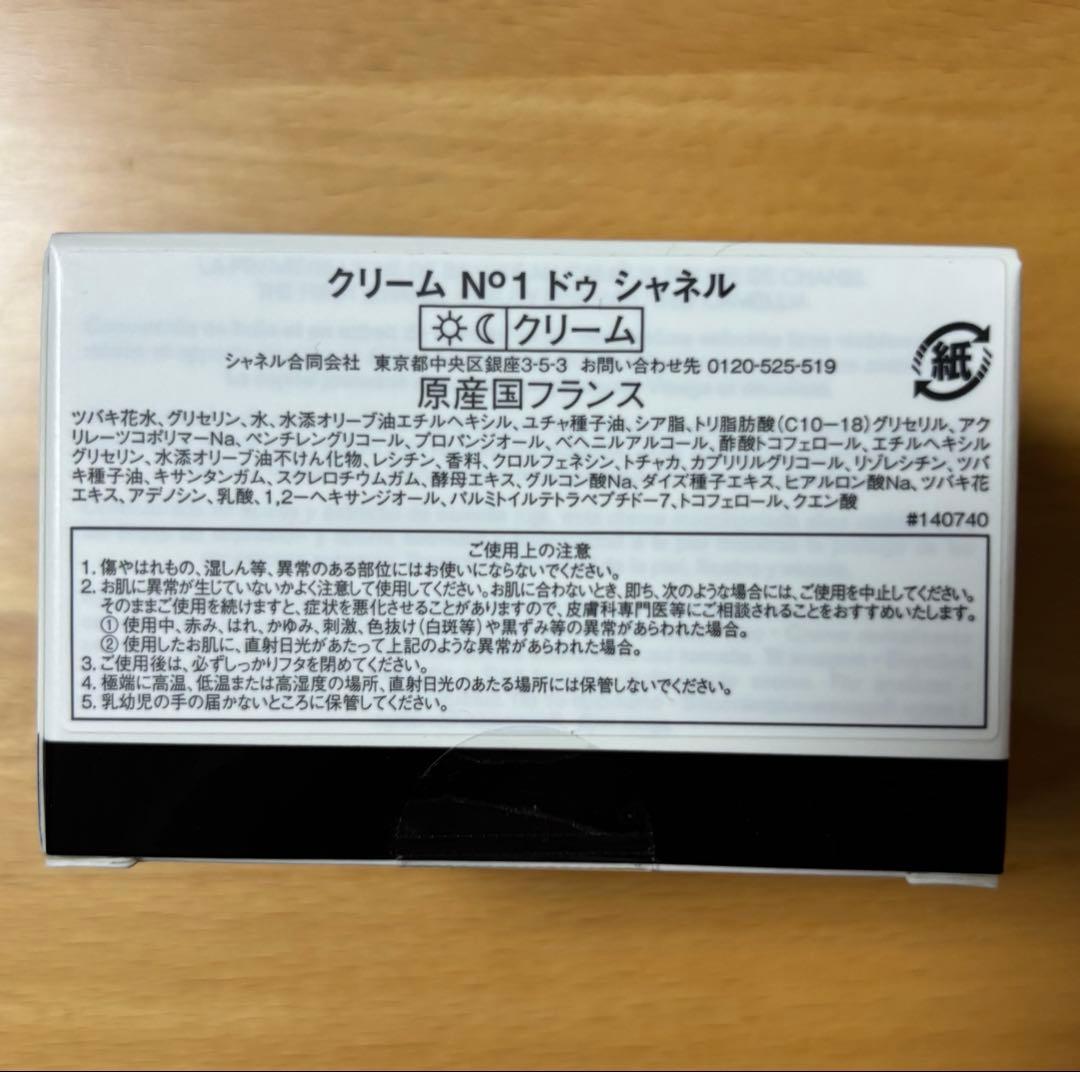 クリーム Nº1 ドゥ シャネル
クリーム
シャネル合同会社 東京都中央区銀座3-5-3 お問い合わせ先 0120-525-519
紙
原産国フランス
ツバキ花水、グリセリン、水、水添オリーブ油エチルヘキシル、ユチャ種子油、シア脂、トリ脂肪酸(C10-18)グリセリル、アク
リレーツコポリマーNa、ペンチレングリコール、プロパンジオール、ベヘニルアルコール、酢酸トコフェロール、エチルヘキシル
グリセリン、水添オリーブ油不けん化物、レシチン、香料、クロルフェネシン、トチャカ、カプリリルグリコール、リゾレシチン、ツバ
キ種子油、キサンタンガム、スクレロチウムガム、酵母エキス、グルコン酸Na、ダイズ種子エキス、ヒアルロン酸Na、ツバキ花
エキス、アデノシン、乳酸、1,2-ヘキサンジオール、パルミトイルテトラペプチド-7、トコフェロール、クエン酸
#140740
ご使用上の注意
1. 傷やはれもの、湿しん等、異常のある部位にはお使いにならないでください。
2. お肌に異常が生じていないかよく注意して使用してください。お肌に合わないとき、即ち、次のような場合には、ご使用を中止してください。
そのままご使用を続けますと、症状を悪化させることがありますので、皮膚科専門医等にご相談されることをおすすめいたします。
① 使用中、赤み、はれ、かゆみ、刺激、色抜け(白斑等)や黒ずみ等の異常があらわれた場合。
② 使用したお肌に、直射日光があたって上記のような異常があらわれた場合。
3. ご使用後は、必ずしっかりフタを閉めてください。
4. 極端に高温、低温または高湿度の場所、直射日光のあたる場所には保管しないでください。
5. 乳幼児の手の届かないところに保管してください。